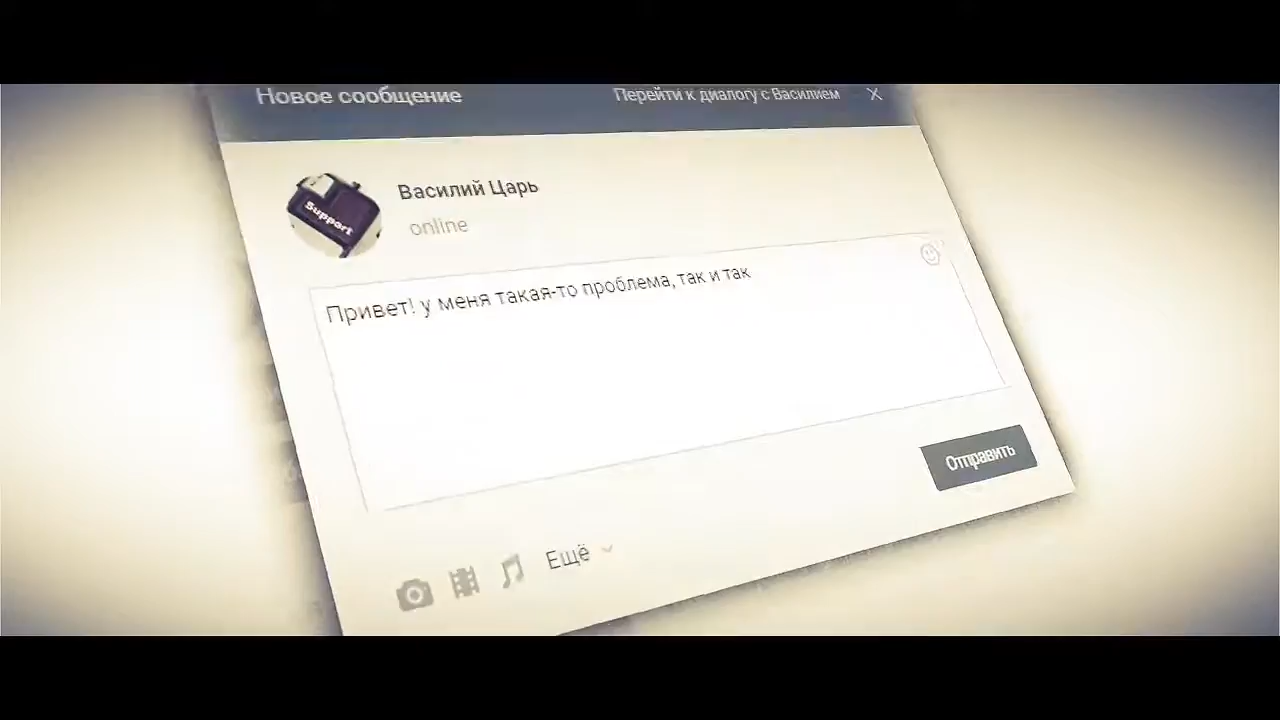 Новое сообщение
Перейти к диалогу с Василием
Support
Василий Царь
online
Привет! у меня такая-то проблема, так и так
Отправить
Ещё